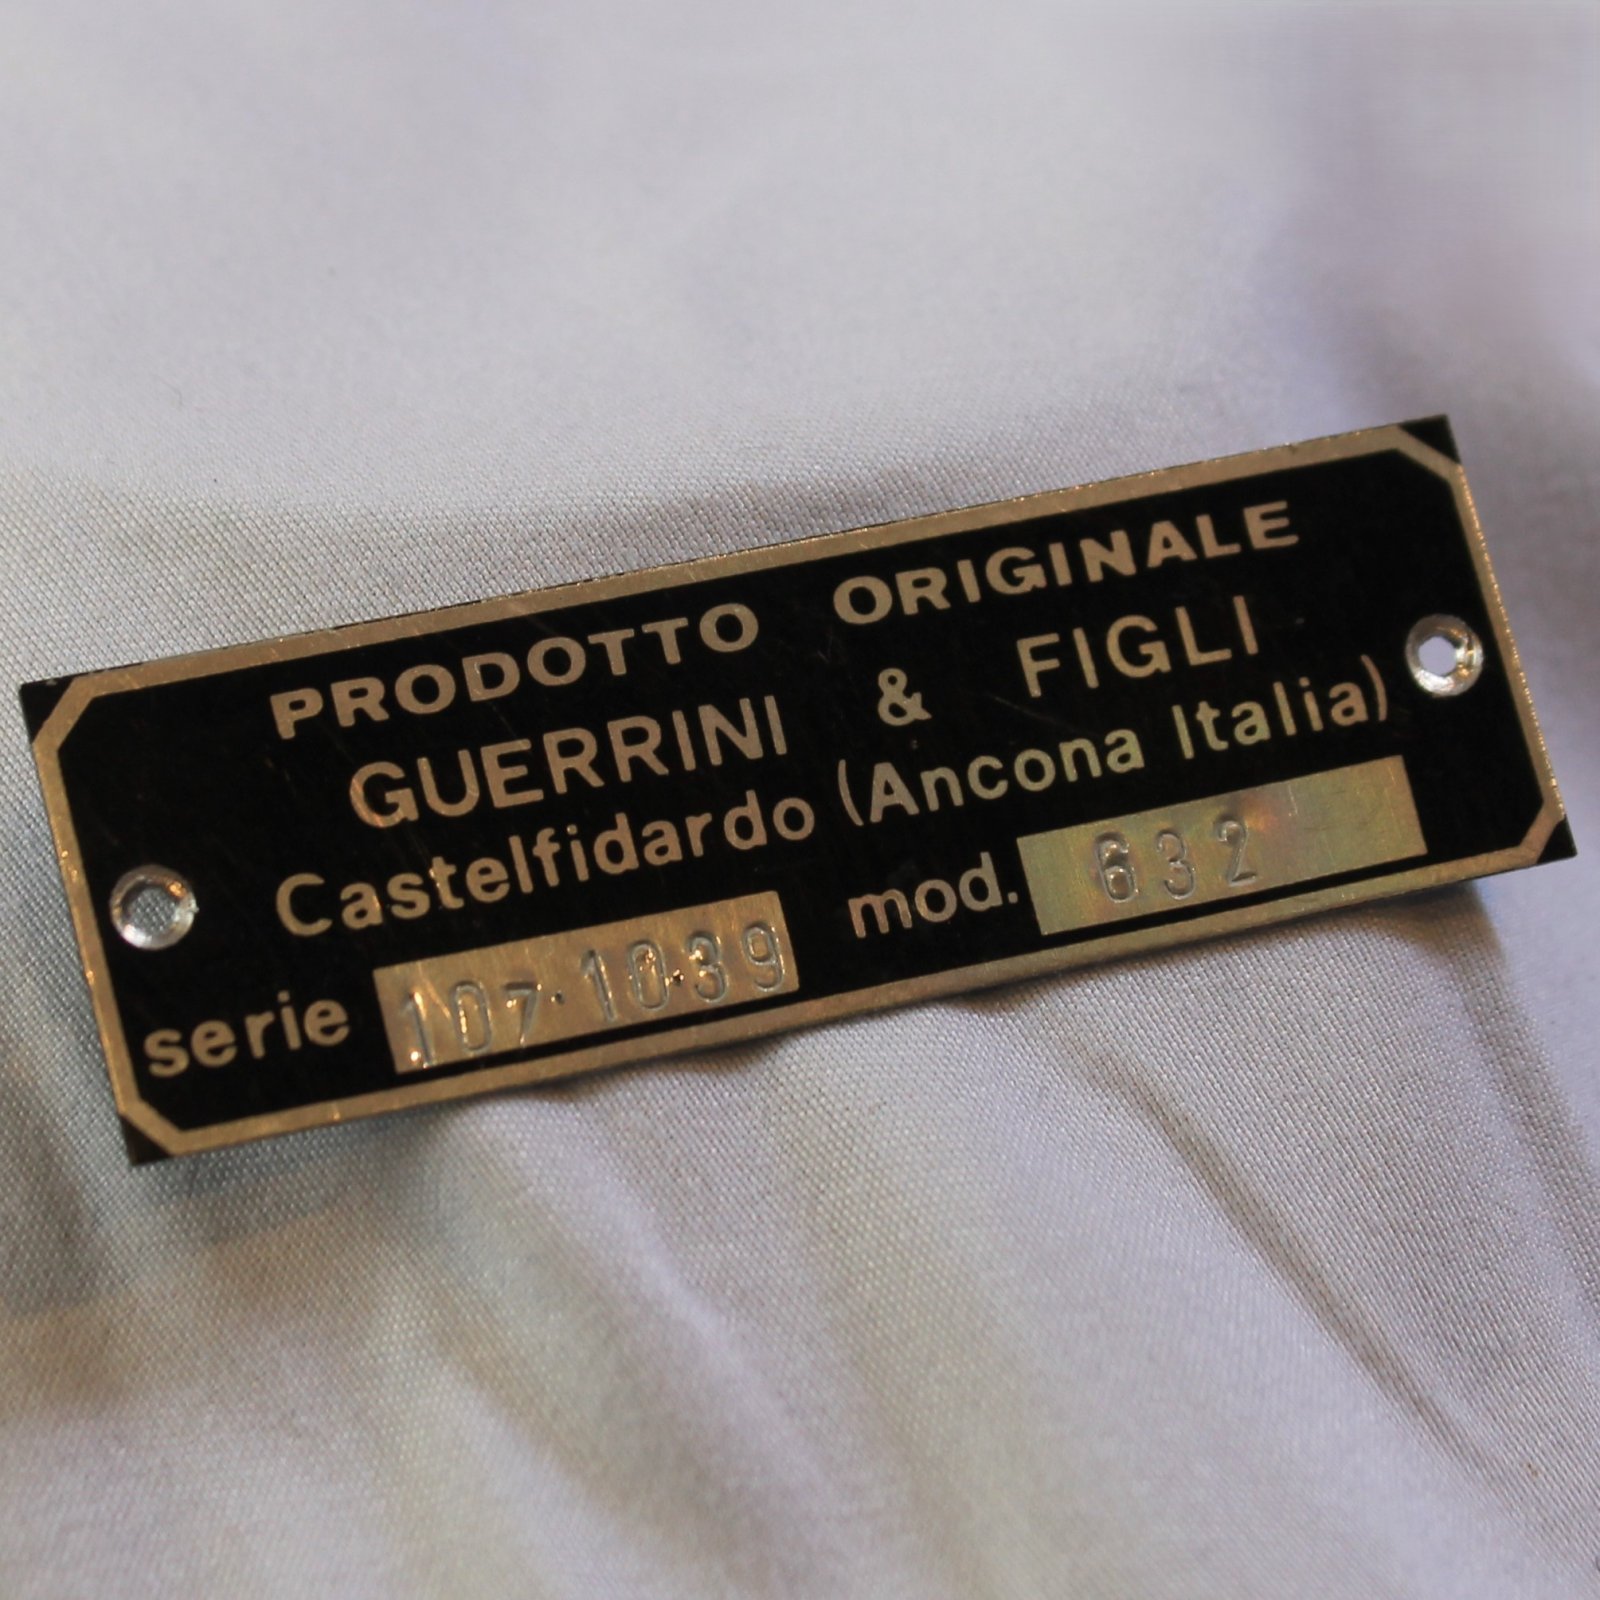 PRODOTTO ORIGINALE
GUERRINI & FIGLI
Castelfidardo (Ancona Italia)
serie 107·1039 mod. 632